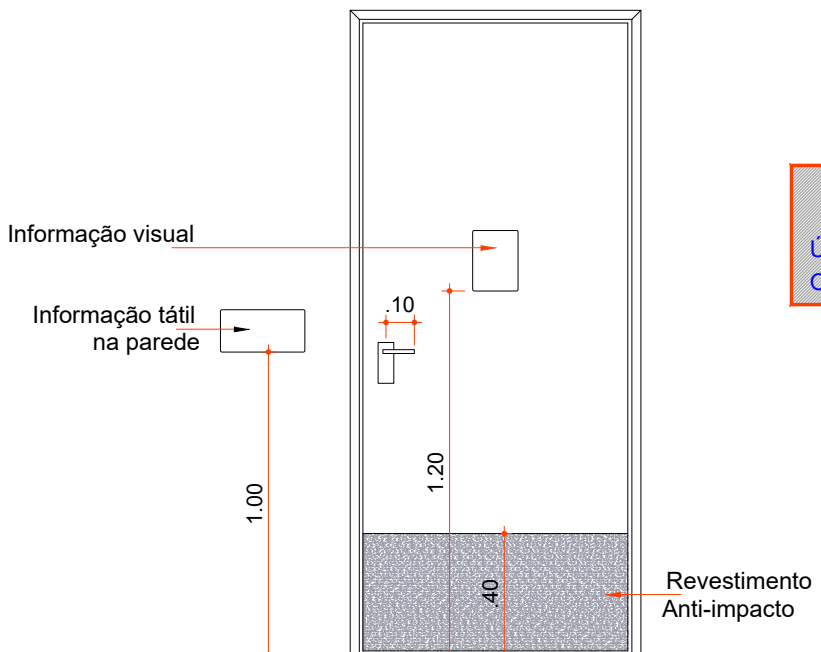 Informação visual
Informação tátil
na parede
.10
1.00
1.20
.40
Revestimento
Anti-impacto